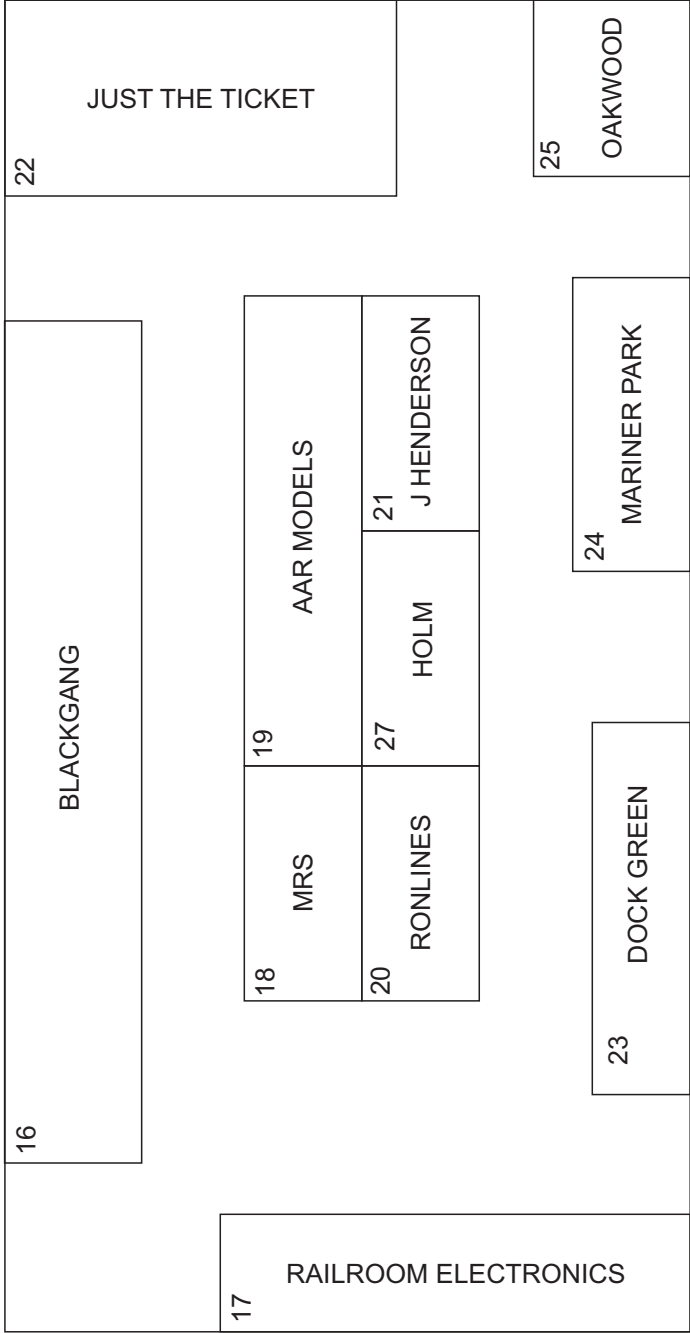 22
JUST THE TICKET
25
OAKWOOD
16
BLACKGANG
19
AAR MODELS
21
J HENDERSON
24
MARINER PARK
18
MRS
27
HOLM
20
RONLINES
23
DOCK GREEN
17
RAILROOM ELECTRONICS